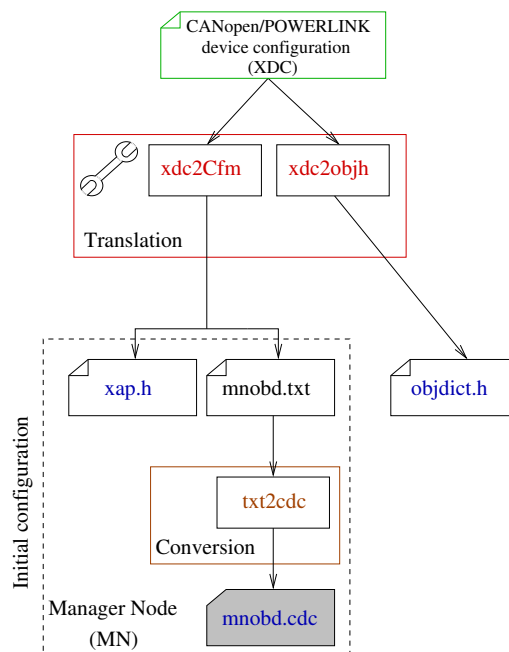 CANopen/POWERLINK
device configuration
(XDC)
xdc2Cfm
xdc2objh
Translation
xap.h
mnobd.txt
objdict.h
Initial configuration
txt2cdc
Conversion
Manager Node
(MN)
mnobd.cdc